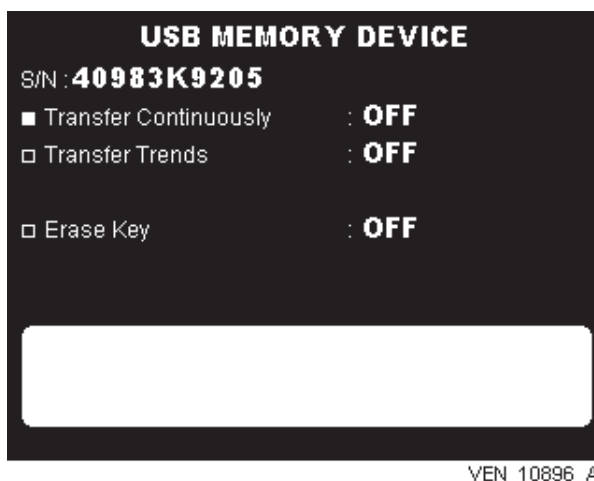 USB MEMORY DEVICE
S/N : 40983K9205
Transfer Continuously : OFF
Transfer Trends : OFF
Erase Key : OFF
VEN 10896 A